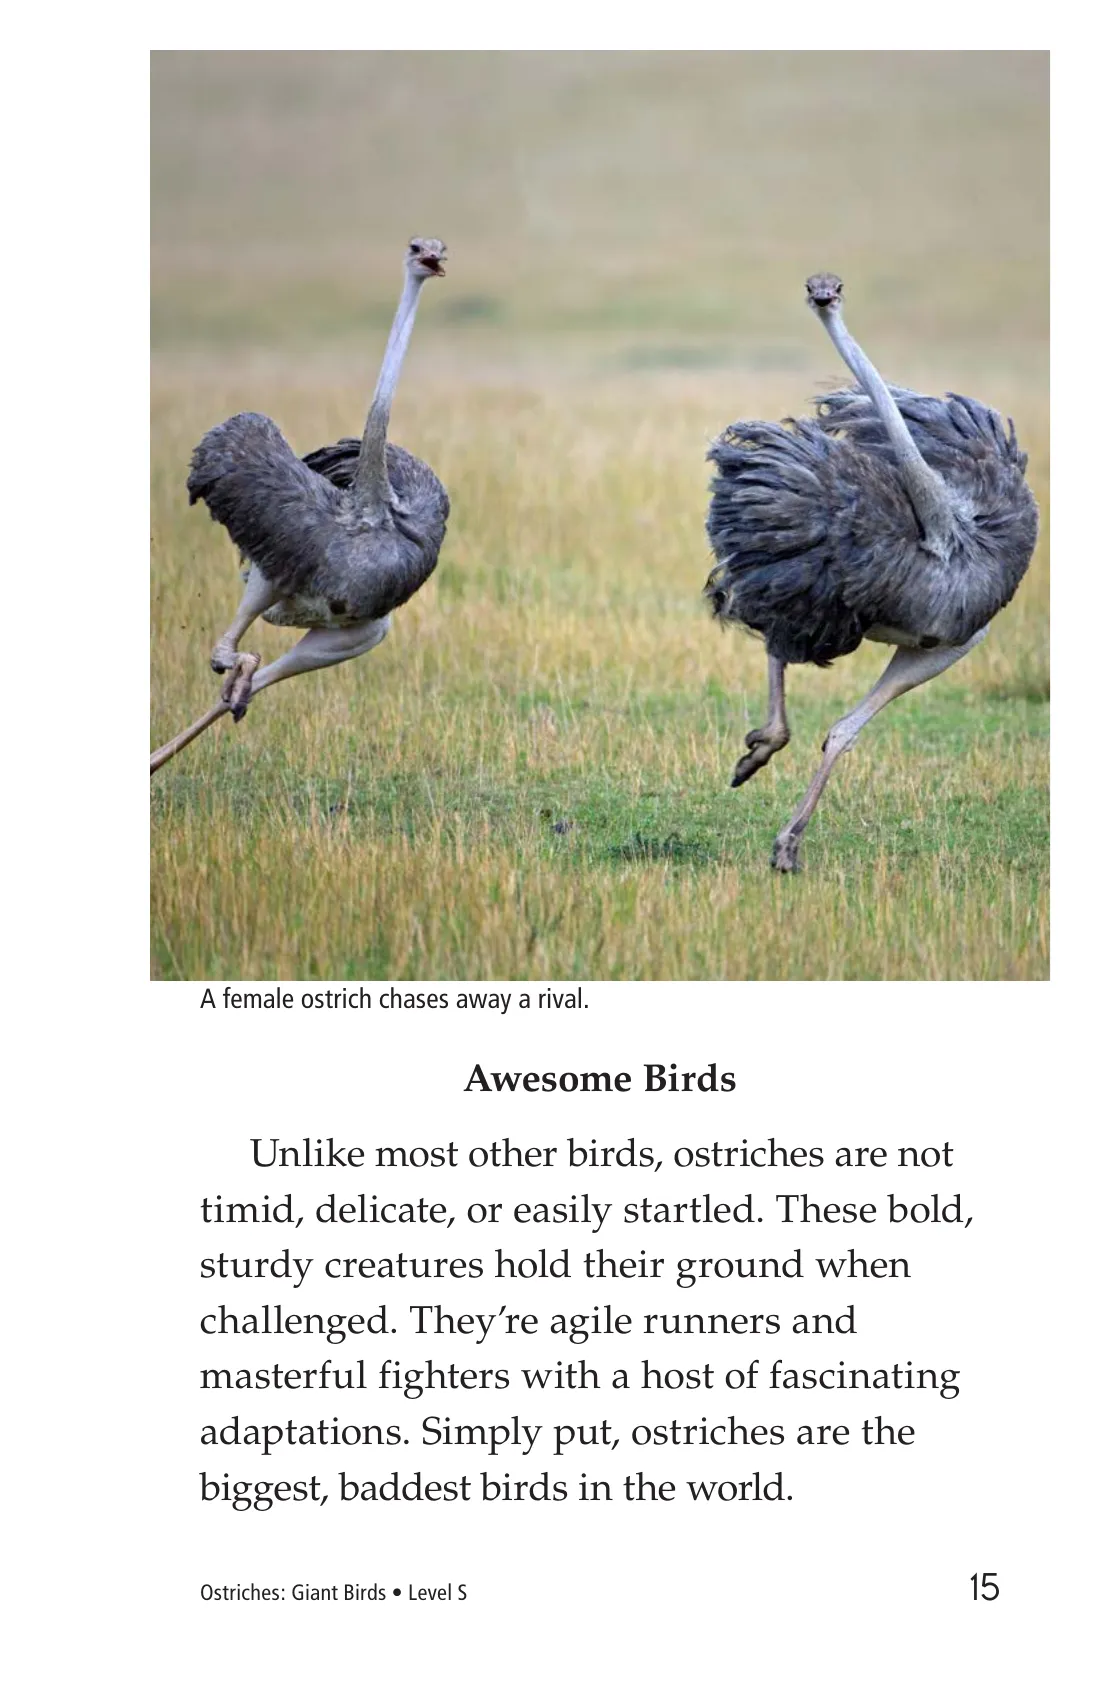 A female ostrich chases away a rival.
Awesome Birds
Unlike most other birds, ostriches are not
timid, delicate, or easily startled. These bold,
sturdy creatures hold their ground when
challenged. They’re agile runners and
masterful fighters with a host of fascinating
adaptations. Simply put, ostriches are the
biggest, baddest birds in the world.
Ostriches: Giant Birds • Level S
15